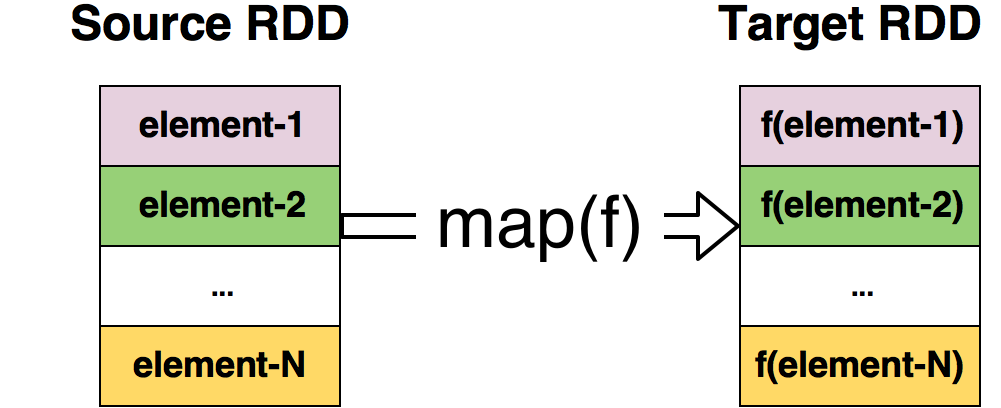 Source RDD
Target RDD
element-1
f(element-1)
element-2
map(f)
f(element-2)
...
...
element-N
f(element-N)